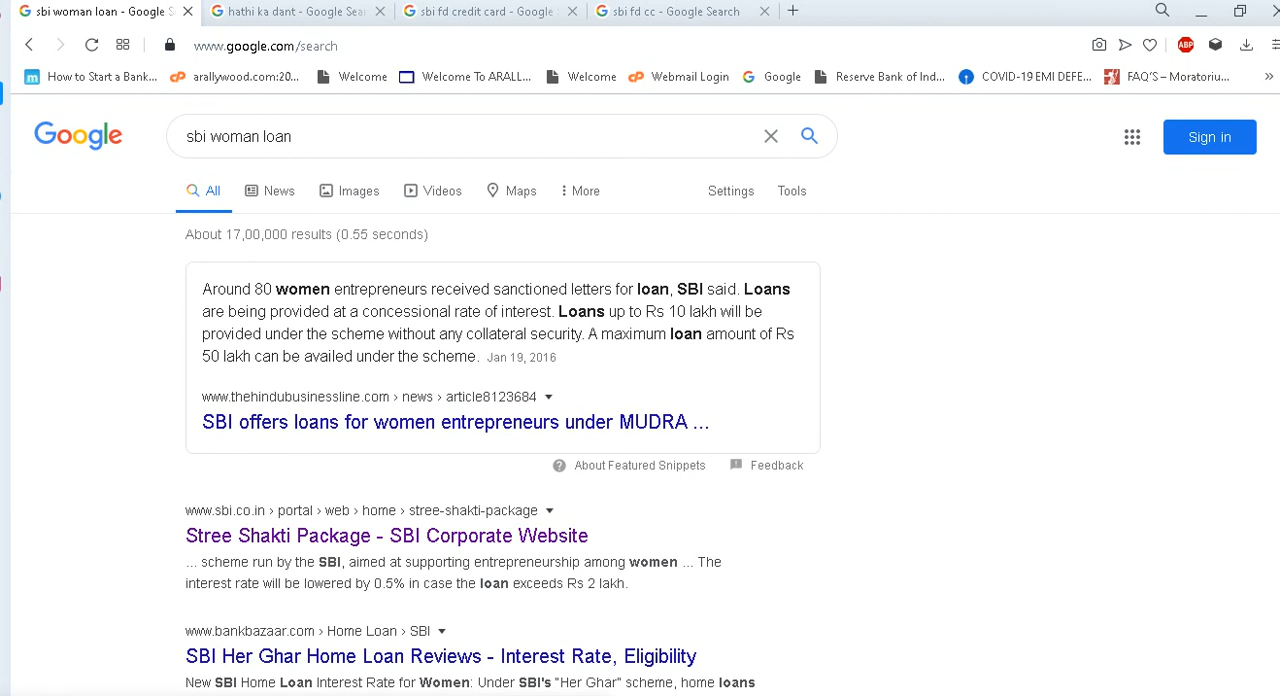 sbi woman loan - Google S
hathi ka dant - Google Sea
sbi fd credit card - Google
sbi fd cc - Google Search
www.google.com/search
ABP
m How to Start a Bank...
cP arallywood.com:20...
Welcome
Welcome To ARALL...
Welcome
cP Webmail Login
Google
Reserve Bank of Ind...
COVID-19 EMI DEFE...
FAQ'S – Moratoriu...
»
Google
sbi woman loan
Sign in
All
News
Images
Videos
Maps
More
Settings
Tools
About 17,00,000 results (0.55 seconds)
Around 80 women entrepreneurs received sanctioned letters for loan, SBI said. Loans
are being provided at a concessional rate of interest. Loans up to Rs 10 lakh will be
provided under the scheme without any collateral security. A maximum loan amount of Rs
50 lakh can be availed under the scheme. Jan 19, 2016
www.thehindubusinessline.com › news › article8123684
SBI offers loans for women entrepreneurs under MUDRA ...
About Featured Snippets
Feedback
www.sbi.co.in › portal › web › home › stree-shakti-package
Stree Shakti Package - SBI Corporate Website
... scheme run by the SBI, aimed at supporting entrepreneurship among women ... The
interest rate will be lowered by 0.5% in case the loan exceeds Rs 2 lakh.
www.bankbazaar.com › Home Loan › SBI
SBI Her Ghar Home Loan Reviews - Interest Rate, Eligibility
New SBI Home Loan Interest Rate for Women: Under SBI's "Her Ghar" scheme, home loans